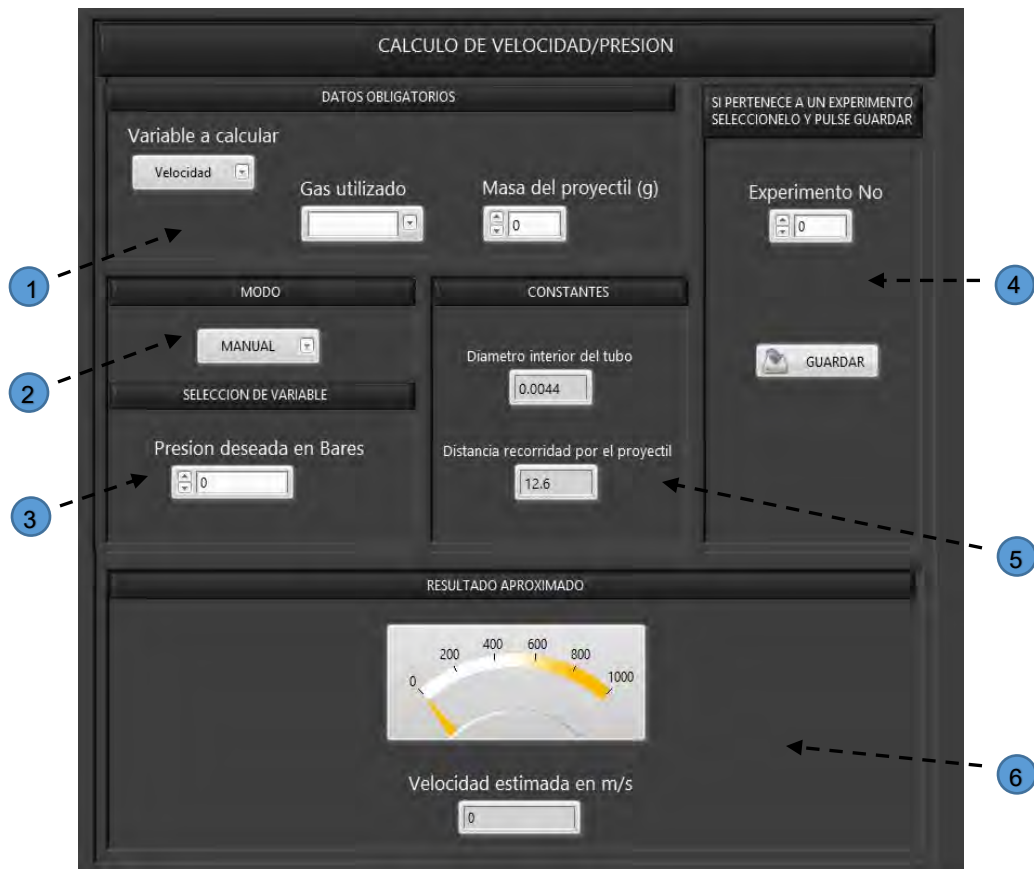 CALCULO DE VELOCIDAD/PRESION
DATOS OBLIGATORIOS
Variable a calcular
Velocidad
Gas utilizado
Masa del proyectil (g)
0
1
MODO
MANUAL
2
SELECCION DE VARIABLE
Presion deseada en Bares
0
3
CONSTANTES
Diametro interior del tubo
0.0044
Distancia recorridad por el proyectil
12.6
5
SI PERTENECE A UN EXPERIMENTO
SELECCIONELO Y PULSE GUARDAR
Experimento No
0
4
GUARDAR
RESULTADO APROXIMADO
0
200
400
600
800
1000
Velocidad estimada en m/s
0
6